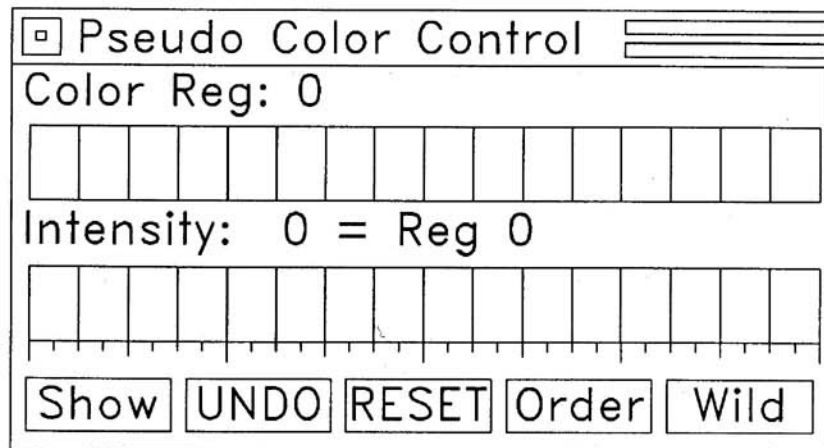 Pseudo Color Control
Color Reg: 0
Intensity: 0 = Reg 0
Show UNDO RESET Order Wild